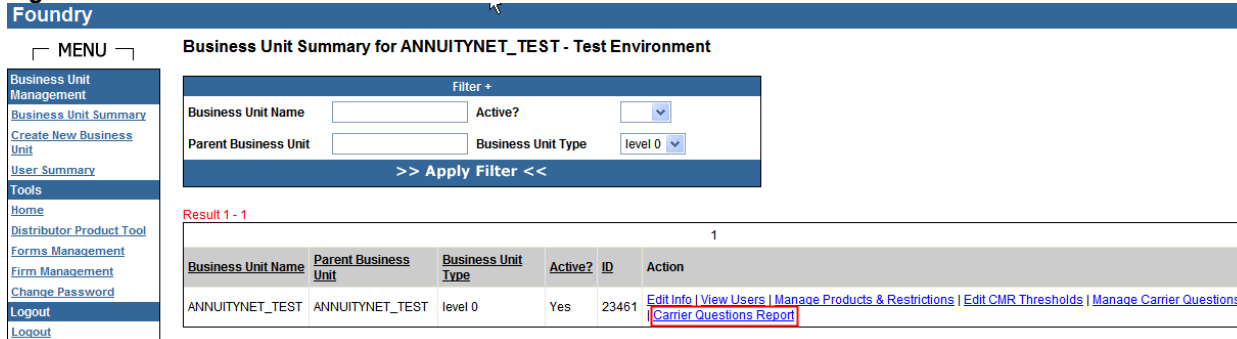 Foundry
MENU
Business Unit Management
Business Unit Summary
Create New Business Unit
User Summary
Tools
Home
Distributor Product Tool
Forms Management
Firm Management
Change Password
Logout
Logout
Business Unit Summary for ANNUITYNET_TEST - Test Environment
Filter +
Business Unit Name Active?
Parent Business Unit Business Unit Type level 0
>> Apply Filter <<
Result 1 - 1
1
Business Unit Name Parent Business Unit Business Unit Type Active? ID Action
ANNUITYNET_TEST ANNUITYNET_TEST level 0 Yes 23461 Edit Info | View Users | Manage Products & Restrictions | Edit CMR Thresholds | Manage Carrier Questions
| Carrier Questions Report